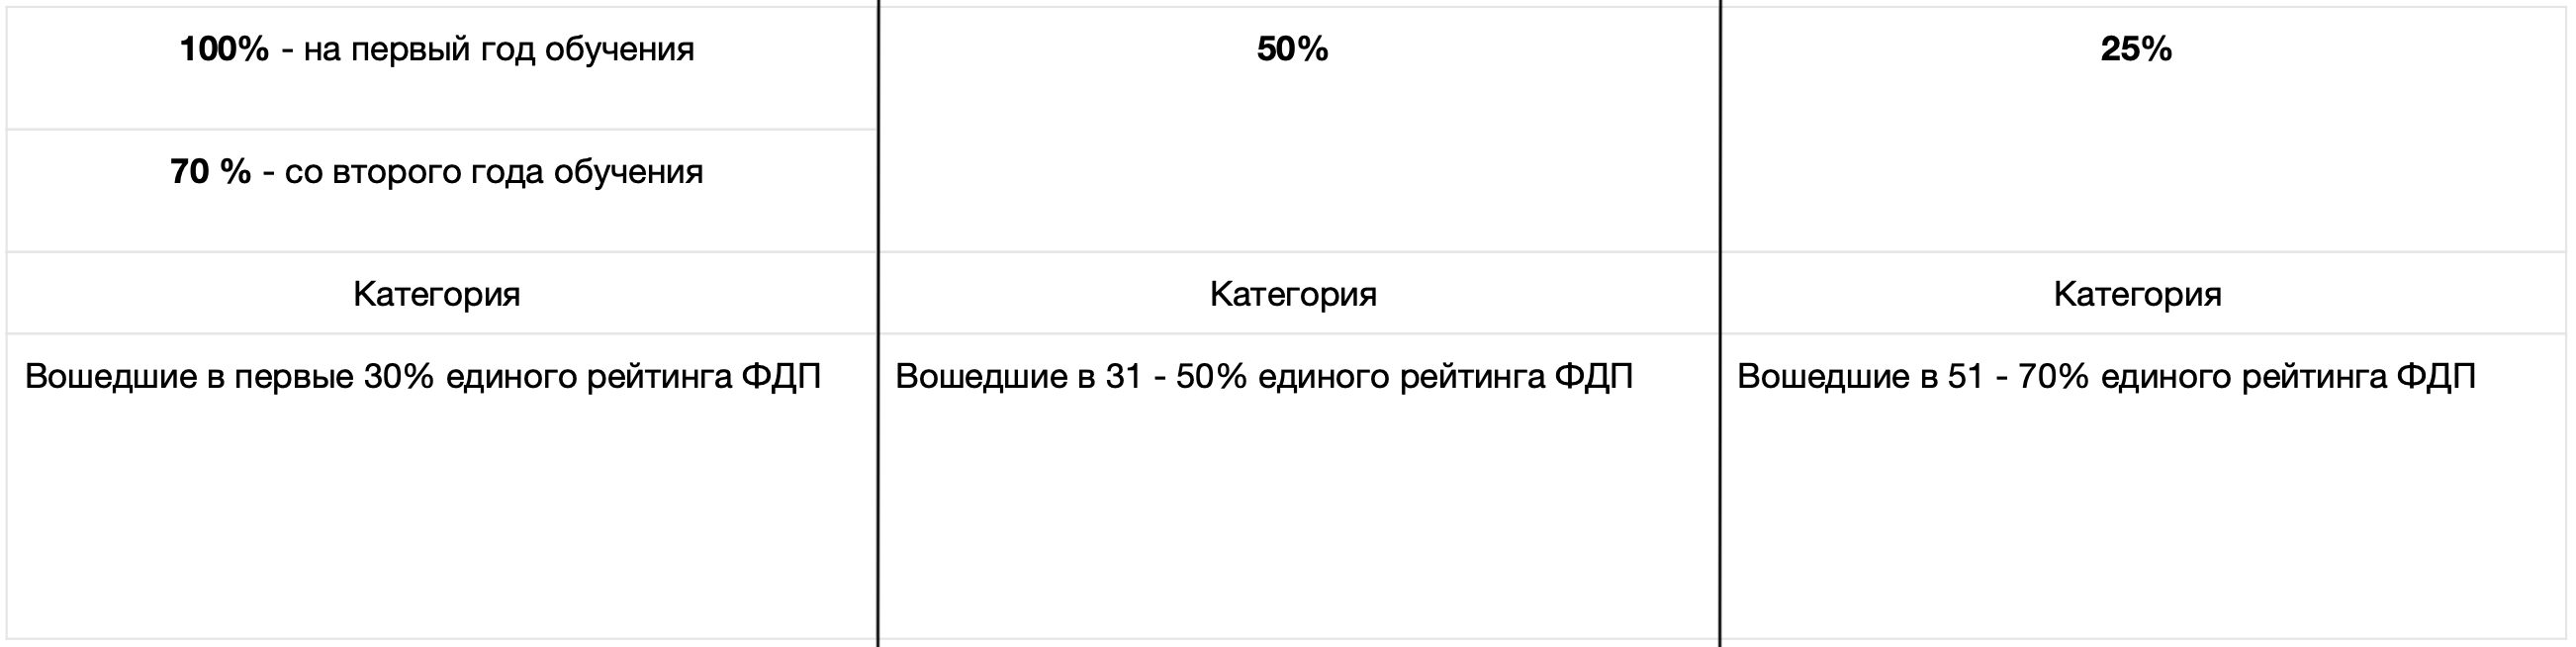 100% - на первый год обучения
50%
25%
70 % - со второго года обучения
Категория
Категория
Категория
Вошедшие в первые 30% единого рейтинга ФДП
Вошедшие в 31 - 50% единого рейтинга ФДП
Вошедшие в 51 - 70% единого рейтинга ФДП